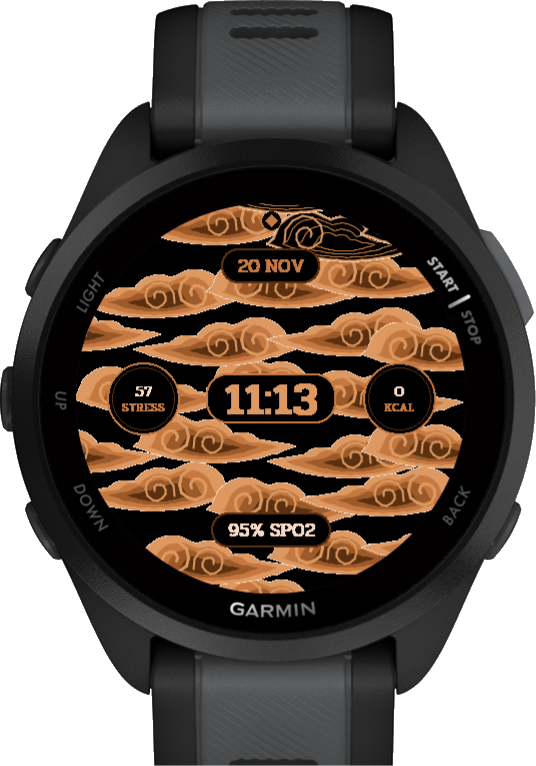 20 NOV
LIGHT
START
STOP
UP
57
STRESS
11:13
0
KCAL
DOWN
BACK
95% SPO2
GARMIN